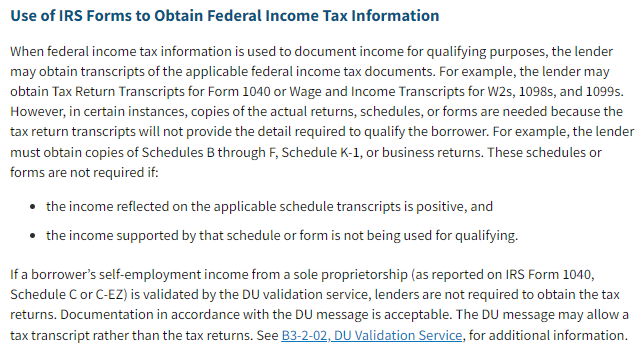 Use of IRS Forms to Obtain Federal Income Tax Information
When federal income tax information is used to document income for qualifying purposes, the lender
may obtain transcripts of the applicable federal income tax documents. For example, the lender may
obtain Tax Return Transcripts for Form 1040 or Wage and Income Transcripts for W2s, 1098s, and 1099s.
However, in certain instances, copies of the actual returns, schedules, or forms are needed because the
tax return transcripts will not provide the detail required to qualify the borrower. For example, the lender
must obtain copies of Schedules B through F, Schedule K-1, or business returns. These schedules or
forms are not required if:
• the income reflected on the applicable schedule transcripts is positive, and
• the income supported by that schedule or form is not being used for qualifying.
If a borrower's self-employment income from a sole proprietorship (as reported on IRS Form 1040,
Schedule C or C-EZ) is validated by the DU validation service, lenders are not required to obtain the tax
returns. Documentation in accordance with the DU message is acceptable. The DU message may allow a
tax transcript rather than the tax returns. See B3-2-02, DU Validation Service, for additional information.